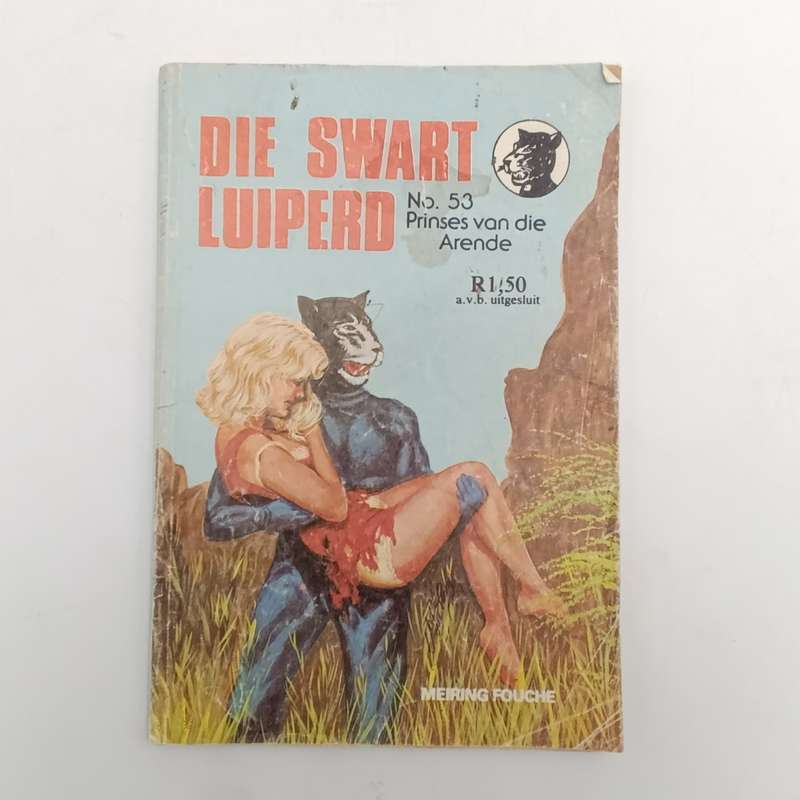 DIE SWART
LUIPERD
No. 53
Prinses van die
Arende
R1,50
a.v.b. uitgesluit
MEIRING FOUCHE